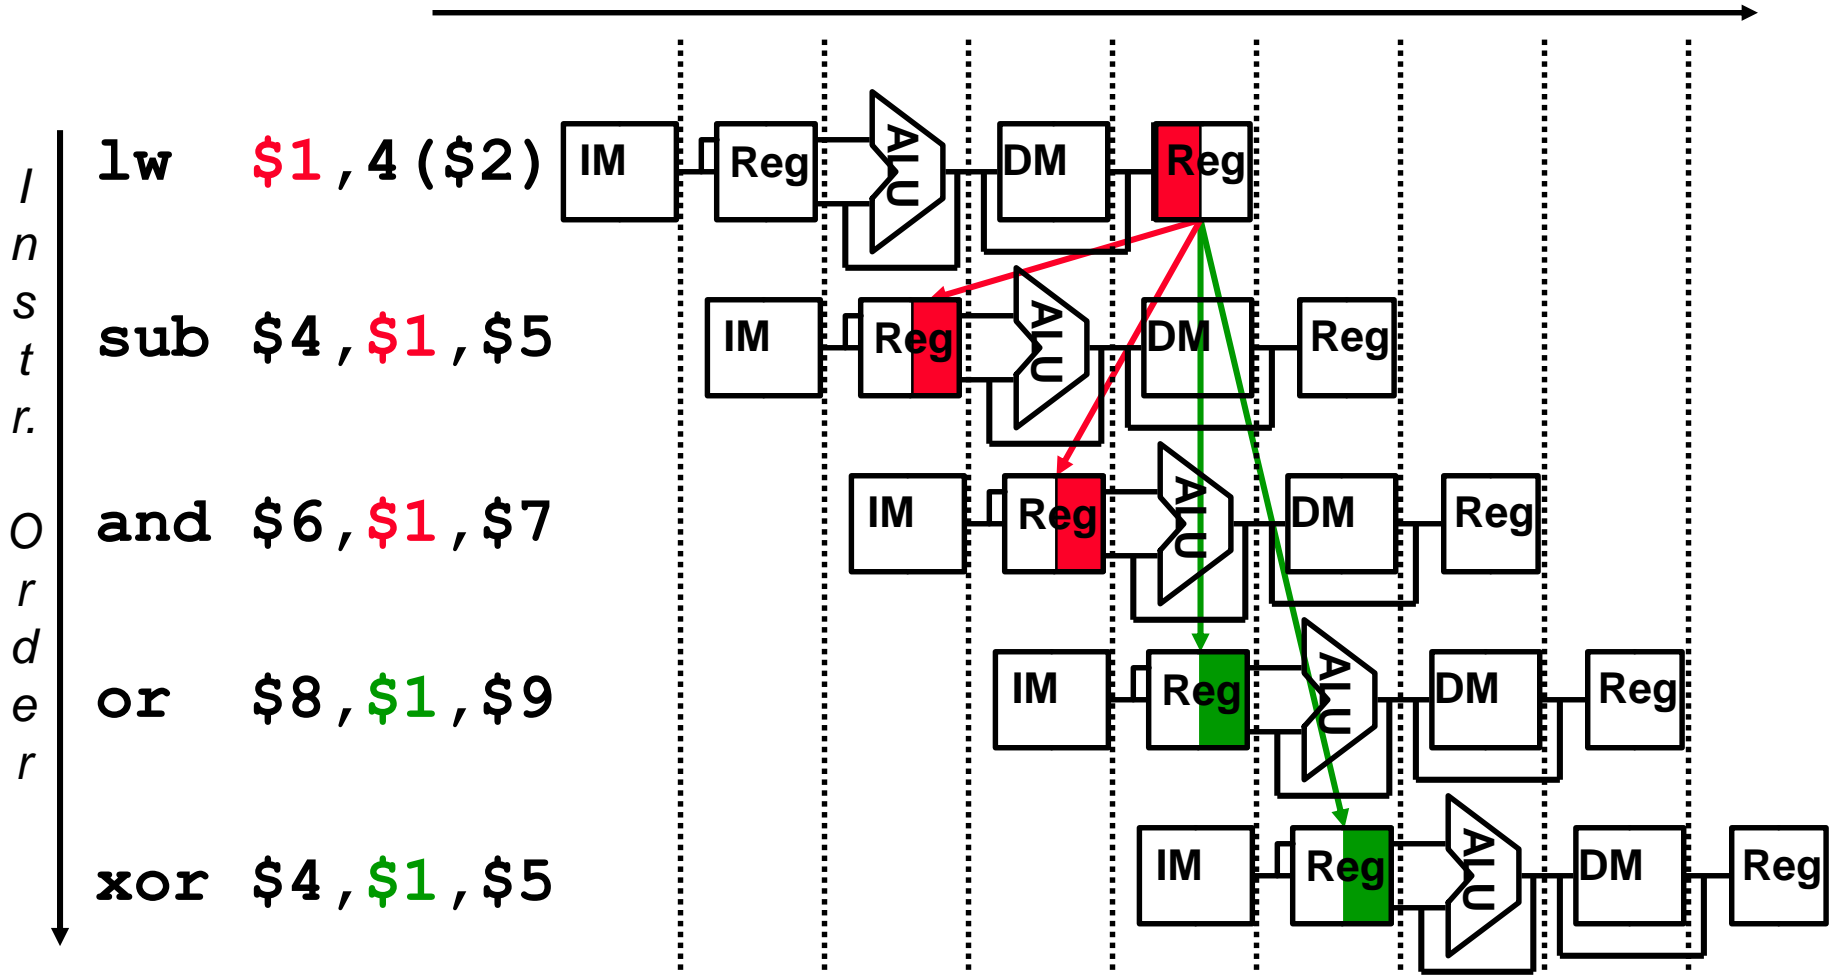 Instr. Order
lw $1,4($2) IM Reg ALU DM Reg
sub $4,$1,$5 IM Reg ALU DM Reg
and $6,$1,$7 IM Reg ALU DM Reg
or $8,$1,$9 IM Reg ALU DM Reg
xor $4,$1,$5 IM Reg ALU DM Reg